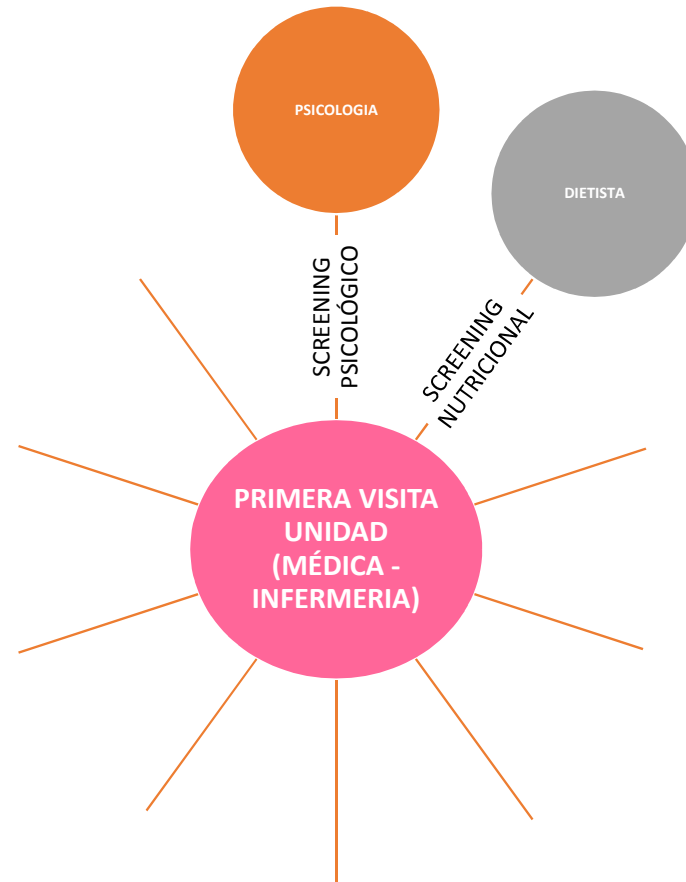 PSICOLOGIA
DIETISTA
SCREENING
PSICOLÓGICO
SCREENING
NUTRICIONAL
PRIMERA VISITA
UNIDAD
(MÉDICA -
INFERMERIA)